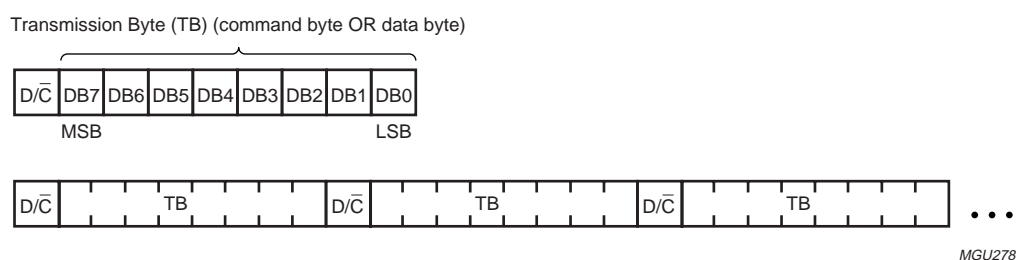 Transmission Byte (TB) (command byte OR data byte)
D/C̅ DB7 DB6 DB5 DB4 DB3 DB2 DB1 DB0
MSB LSB
D/C̅ TB D/C̅ TB D/C̅ TB
MGU278